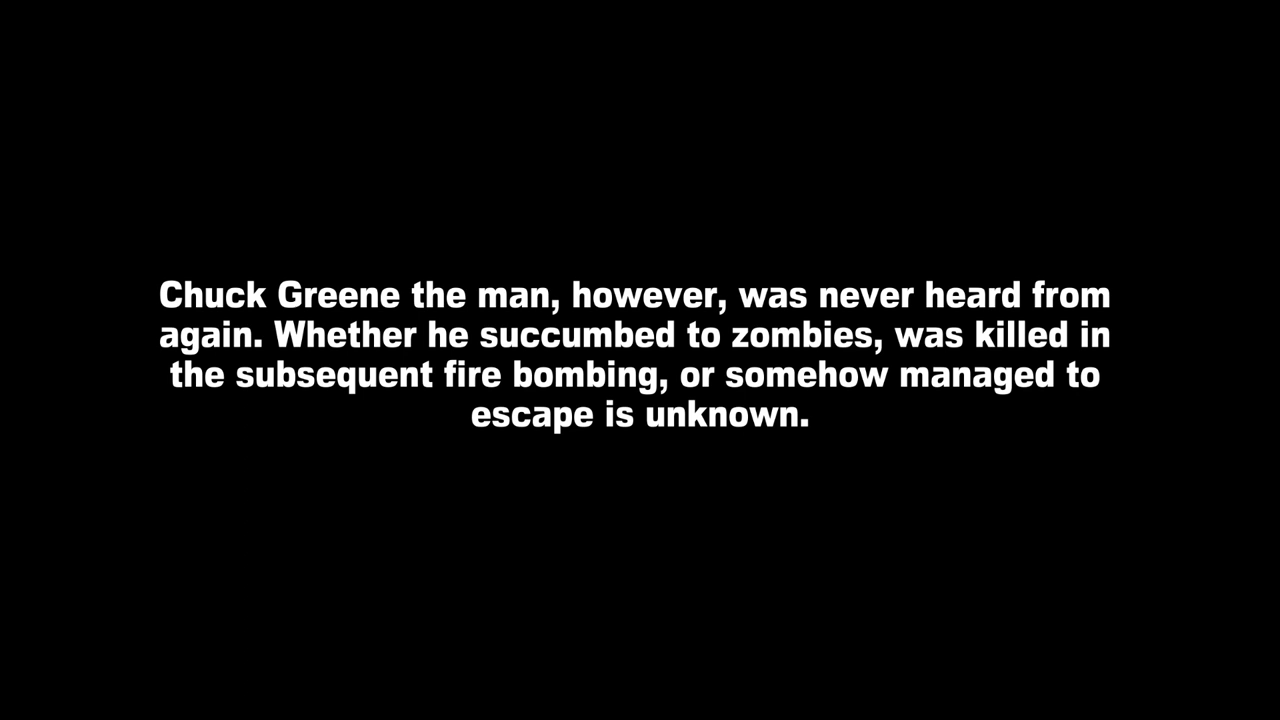 Chuck Greene the man, however, was never heard from
again. Whether he succumbed to zombies, was killed in
the subsequent fire bombing, or somehow managed to
escape is unknown.